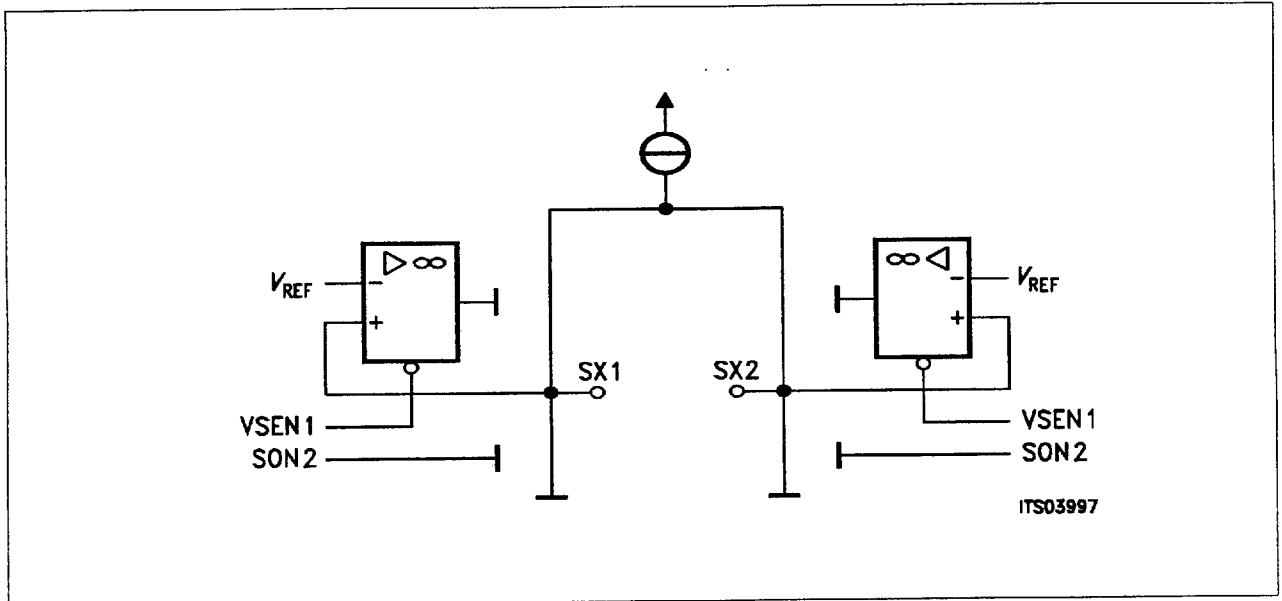 ∞
∞
V_REF
−
+
−
+
V_REF
SX1
SX2
VSEN1
SON2
VSEN1
SON2
ITS03997